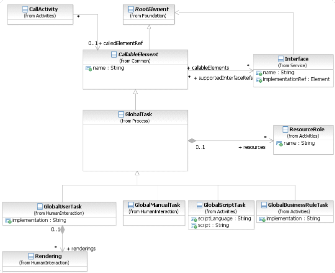 CallActivity
(from Activities)
*
RootElement
(from Foundation)
0..1 + calledElementRef
CallableElement
(from Common)
name : String
* + callableElements
* + supportedInterfaceRefs
Interface
(from Service)
name : String
implementationRef : Element
GlobalTask
(from Process)
0..1
*
+ resources
ResourceRole
(from Activities)
name : String
GlobalUserTask
(from HumanInteraction)
implementation : String
GlobalManualTask
(from HumanInteraction)
GlobalScriptTask
(from Activities)
scriptLanguage : String
script : String
GlobalBusinessRuleTask
(from Activities)
implementation : String
0..1
* + renderings
Rendering
(from HumanInteraction)